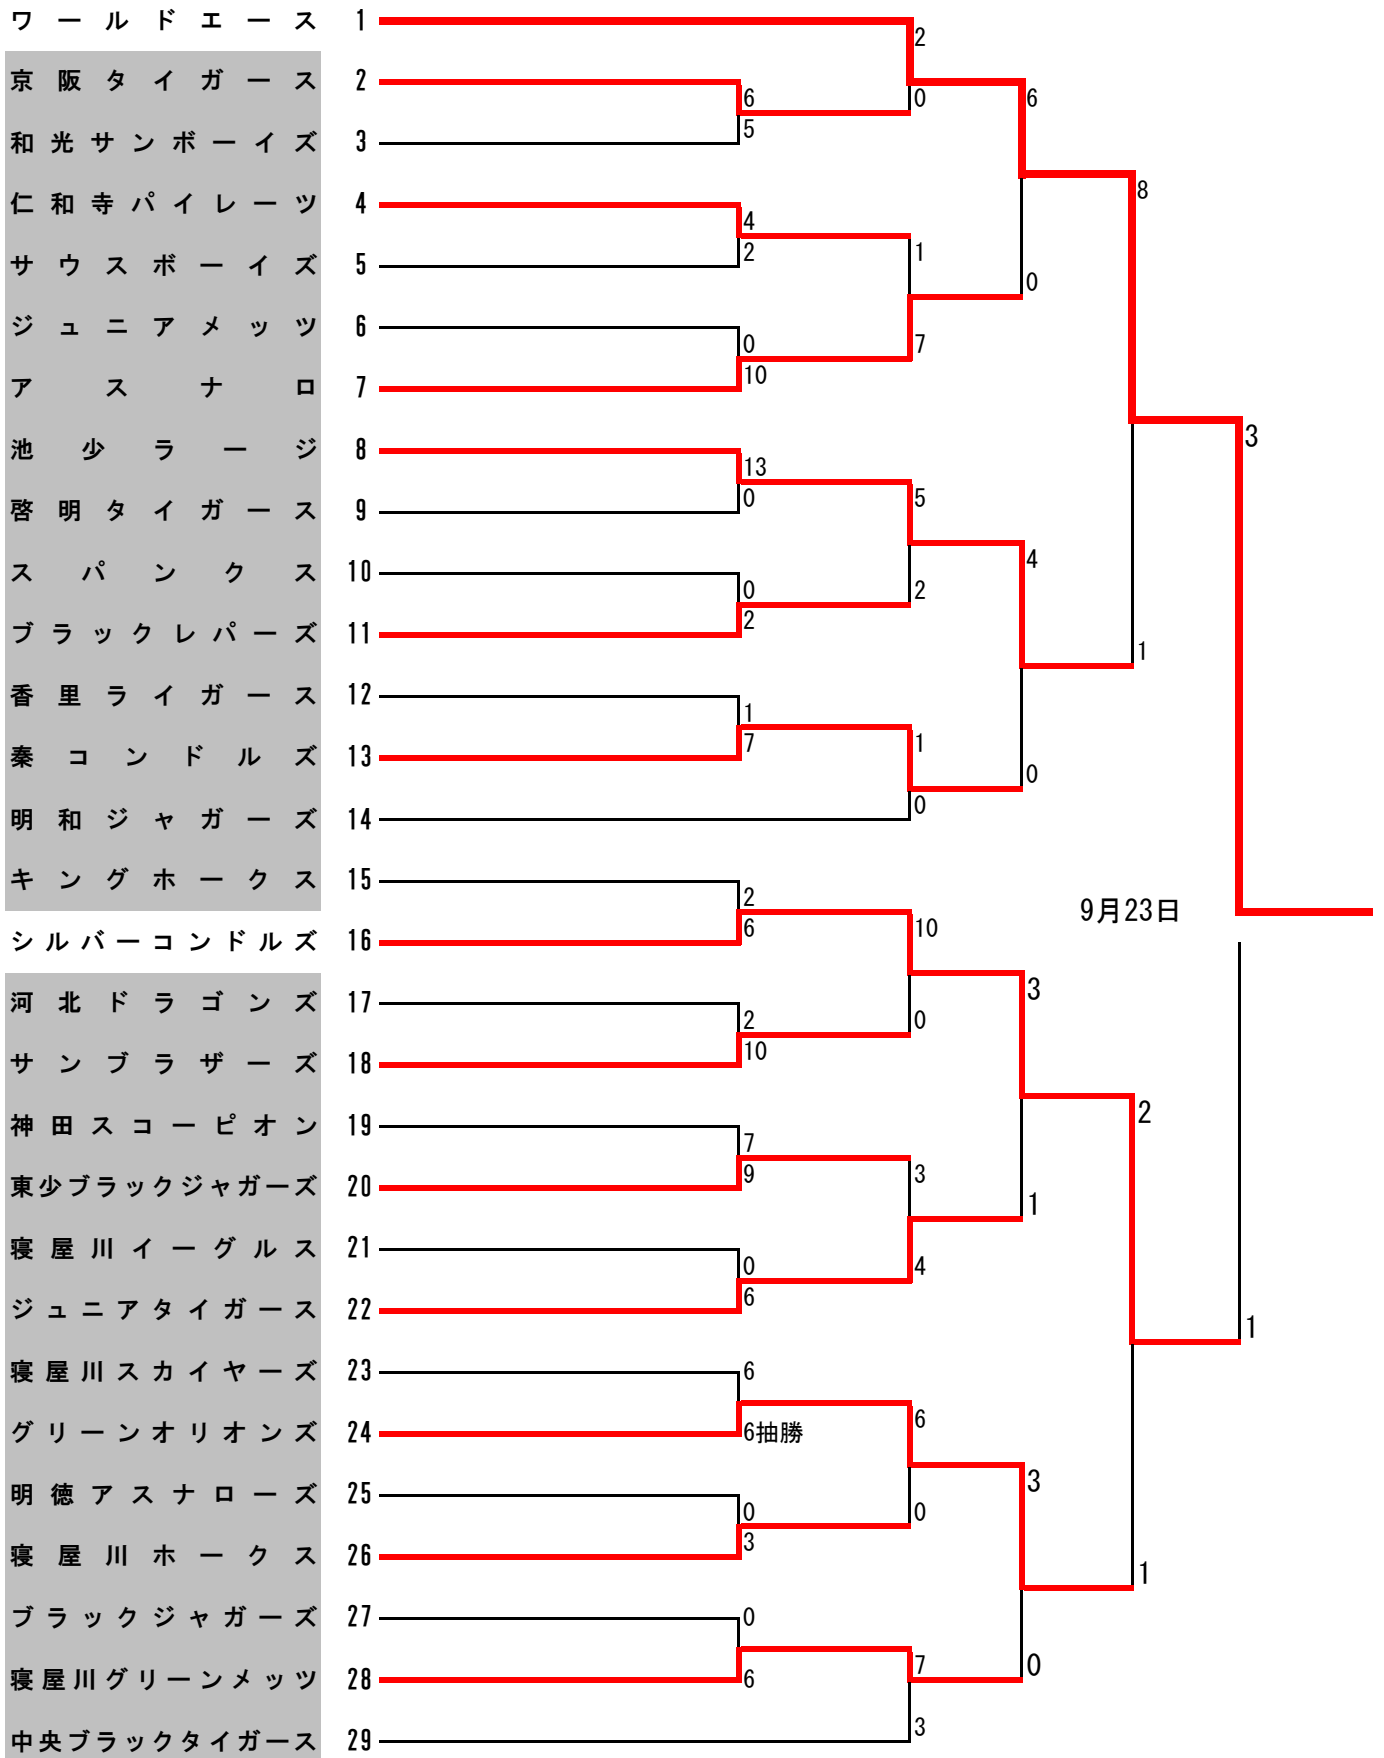 ワールドエース 1
2
京阪タイガース 2
6
0
6
和光サンボーイズ 3
5
8
仁和寺パイレーツ 4
4
サウスボーイズ 5
2
1
0
ジュニアメッツ 6
0
7
アスナロ 7
10
池少ラージ 8
13
3
啓明タイガース 9
0
5
スパンクス 10
0
2
4
ブラックレパーズ 11
2
1
香里ライガース 12
1
秦コンドルズ 13
7
1
0
明和ジャガーズ 14
0
キングホークス 15
2
9月23日
シルバーコンドルズ 16
6
10
河北ドラゴンズ 17
2
0
3
サンブラザーズ 18
10
2
神田スコーピオン 19
7
東少ブラックジャガーズ 20
9
3
1
寝屋川イーグルス 21
0
4
ジュニアタイガース 22
6
1
寝屋川スカイヤーズ 23
6
グリーンオリオンズ 24
6抽勝
6
明徳アスナローズ 25
0
0
3
寝屋川ホークス 26
3
1
ブラックジャガーズ 27
0
寝屋川グリーンメッツ 28
6
7
0
中央ブラックタイガース 29
3